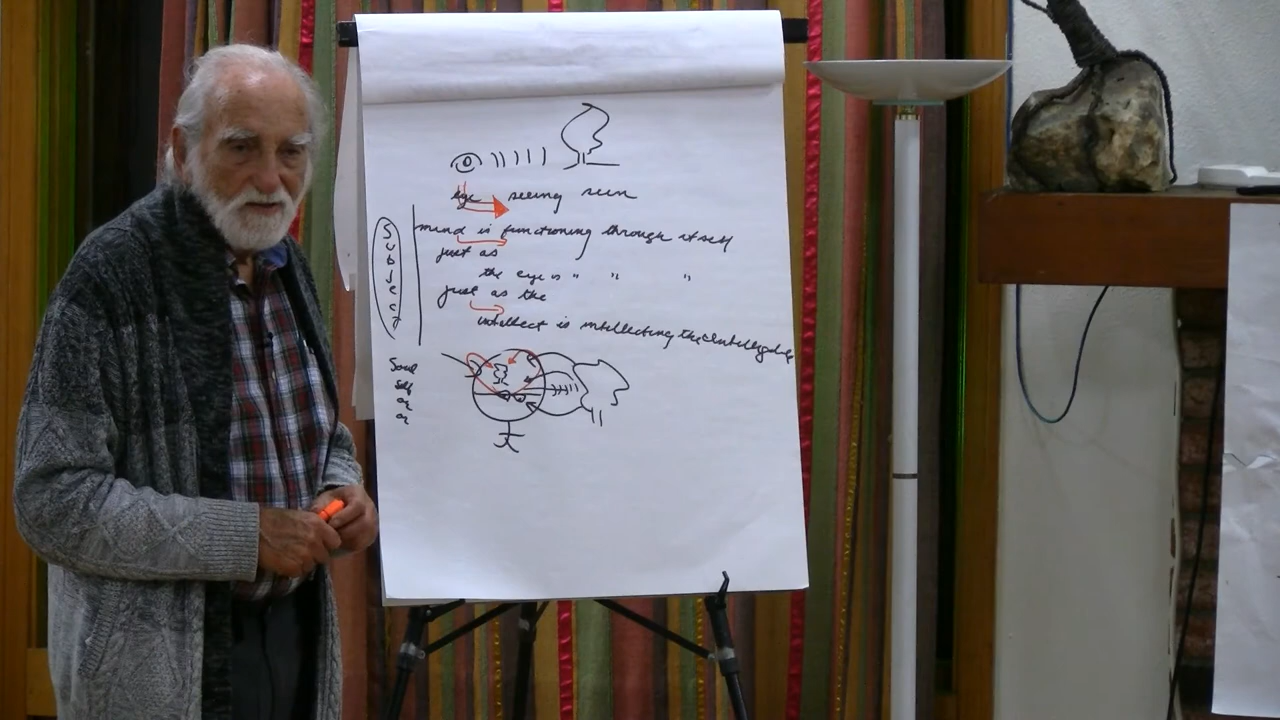 eye seeing seen
Subject
mind is functioning through itself
just as
the eye is " " "
just as the
intellect is intellecting the intelligible
Soul
self
or
or